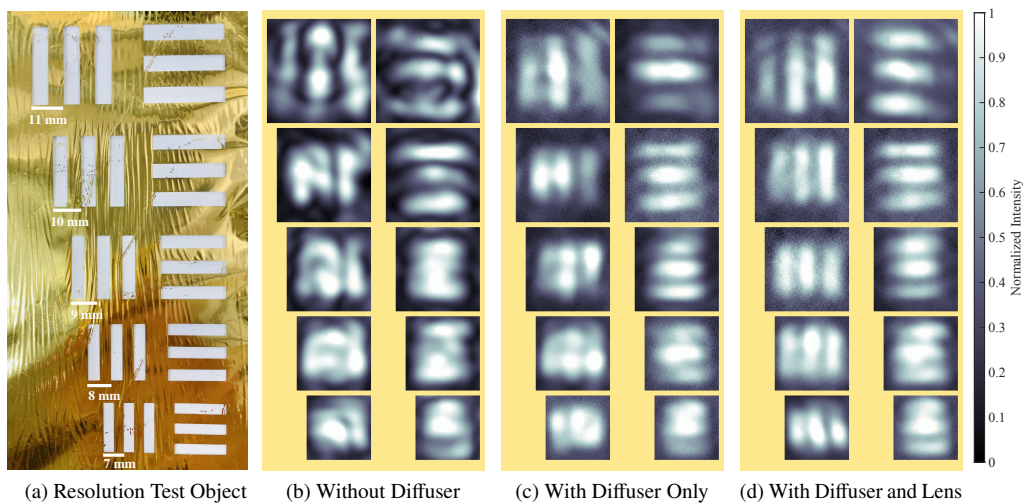 11 mm
10 mm
9 mm
8 mm
7 mm
1
0.9
0.8
0.7
0.6
0.5
0.4
0.3
0.2
0.1
0
Normalized Intensity
(a) Resolution Test Object
(b) Without Diffuser
(c) With Diffuser Only
(d) With Diffuser and Lens